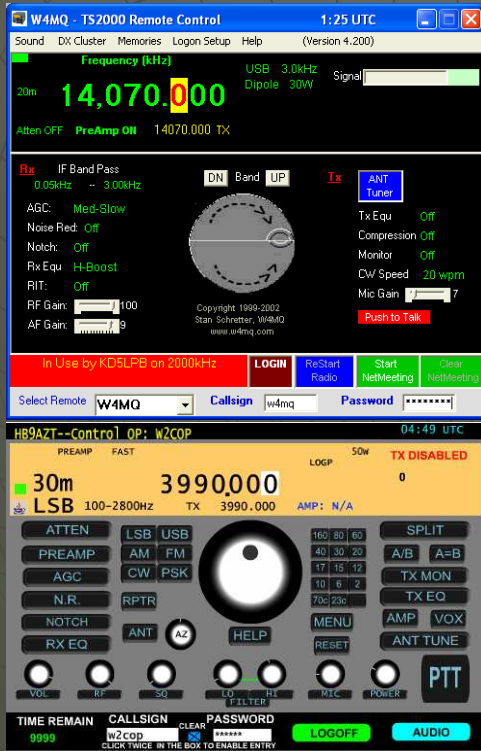 W4MQ - TS2000 Remote Control 1:25 UTC
Sound DX Cluster Memories Logon Setup Help (Version 4.200)
Frequency (kHz) USB 3.0kHz
Dipole 30W Signal
20m 14,070.000
Atten OFF PreAmp ON 14070.000 TX
Rx IF Band Pass DN Band UP Tx ANT Tuner
0.05kHz -- 3.00kHz
AGC: Med-Slow Tx Equ Off
Noise Red: Off Compression Off
Notch: Off Monitor Off
Rx Equ H-Boost CW Speed 20 wpm
RIT: Off Mic Gain 7
RF Gain: 100 Copyright 1999-2002
Stan Schretter, W4MQ Push to Talk
AF Gain: 9 www.w4mq.com
In Use by KD5LPB on 2000kHz LOGIN ReStart Radio Start NetMeeting Clear NetMeeting
Select Remote W4MQ Callsign w4mq Password ********
HB9AZT--Control OP: W2COP 04:49 UTC
PREAMP FAST LOGP 50W TX DISABLED
30m 3990,000 0
LSB 100-2800Hz TX 3990.000 AMP: N/A
ATTEN LSB USB 160 80 60 SPLIT
PREAMP AM FM 40 30 20 A/B A=B
AGC CW PSK 17 15 12 TX MON
N.R. RPTR 10 6 2 TX EQ
70c 23c
NOTCH ANT AZ HELP MENU AMP VOX
RX EQ RESET ANT TUNE
VOL RF SQ LO HI MIC POWER PTT
FILTER
TIME REMAIN CALLSIGN CLEAR PASSWORD
9999 w2cop ****** LOGOFF AUDIO
CLICK TWICE IN THE BOX TO ENABLE ENTRY